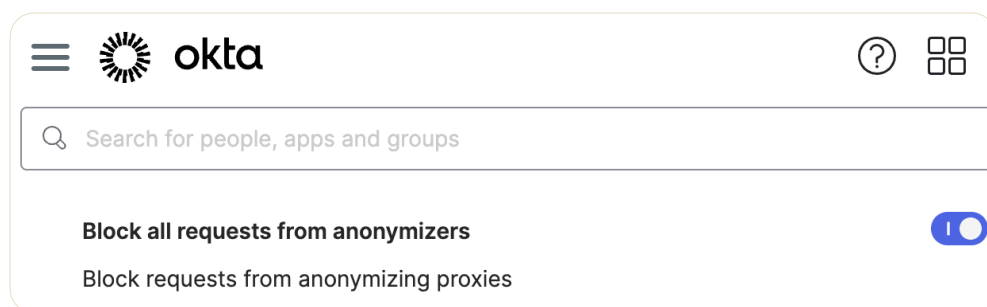 okta
Search for people, apps and groups
Block all requests from anonymizers
Block requests from anonymizing proxies